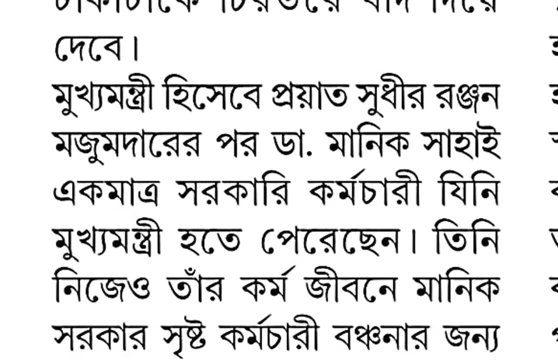 দেবে।
মুখ্যমন্ত্রী হিসেবে প্রয়াত সুধীর রঞ্জন
মজুমদারের পর ডা. মানিক সাহাই
একমাত্র সরকারি কর্মচারী যিনি
মুখ্যমন্ত্রী হতে পেরেছেন। তিনি
নিজেও তাঁর কর্ম জীবনে মানিক
সরকার সৃষ্ট কর্মচারী বঞ্চনার জন্য